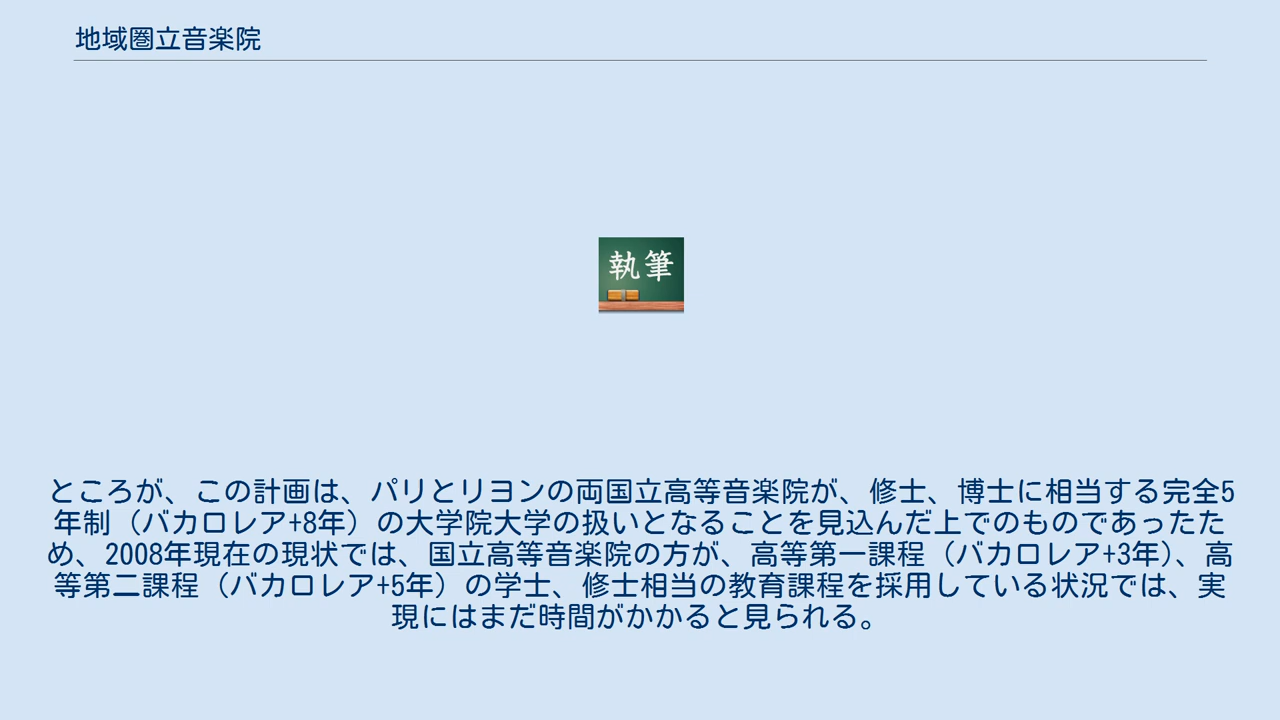 地域圏立音楽院
執筆
ところが、この計画は、パリとリヨンの両国立高等音楽院が、修士、博士に相当する完全5
年制（バカロレア+8年）の大学院大学の扱いとなることを見込んだ上でのものであったた
め、2008年現在の現状では、国立高等音楽院の方が、高等第一課程（バカロレア+3年）、高
等第二課程（バカロレア+5年）の学士、修士相当の教育課程を採用している状況では、実
現にはまだ時間がかかると見られる。